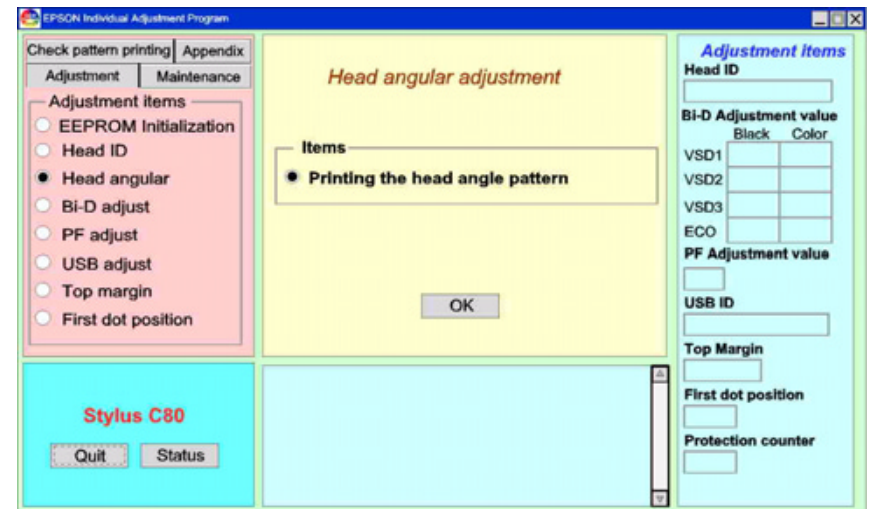 EPSON Individual Adjustment Program
Check pattern printing Appendix
Adjustment Maintenance
Adjustment items
EEPROM Initialization
Head ID
Head angular
Bi-D adjust
PF adjust
USB adjust
Top margin
First dot position
Stylus C80
Quit Status
Head angular adjustment
Items
Printing the head angle pattern
OK
Adjustment items
Head ID
Bi-D Adjustment value
Black Color
VSD1
VSD2
VSD3
ECO
PF Adjustment value
USB ID
Top Margin
First dot position
Protection counter